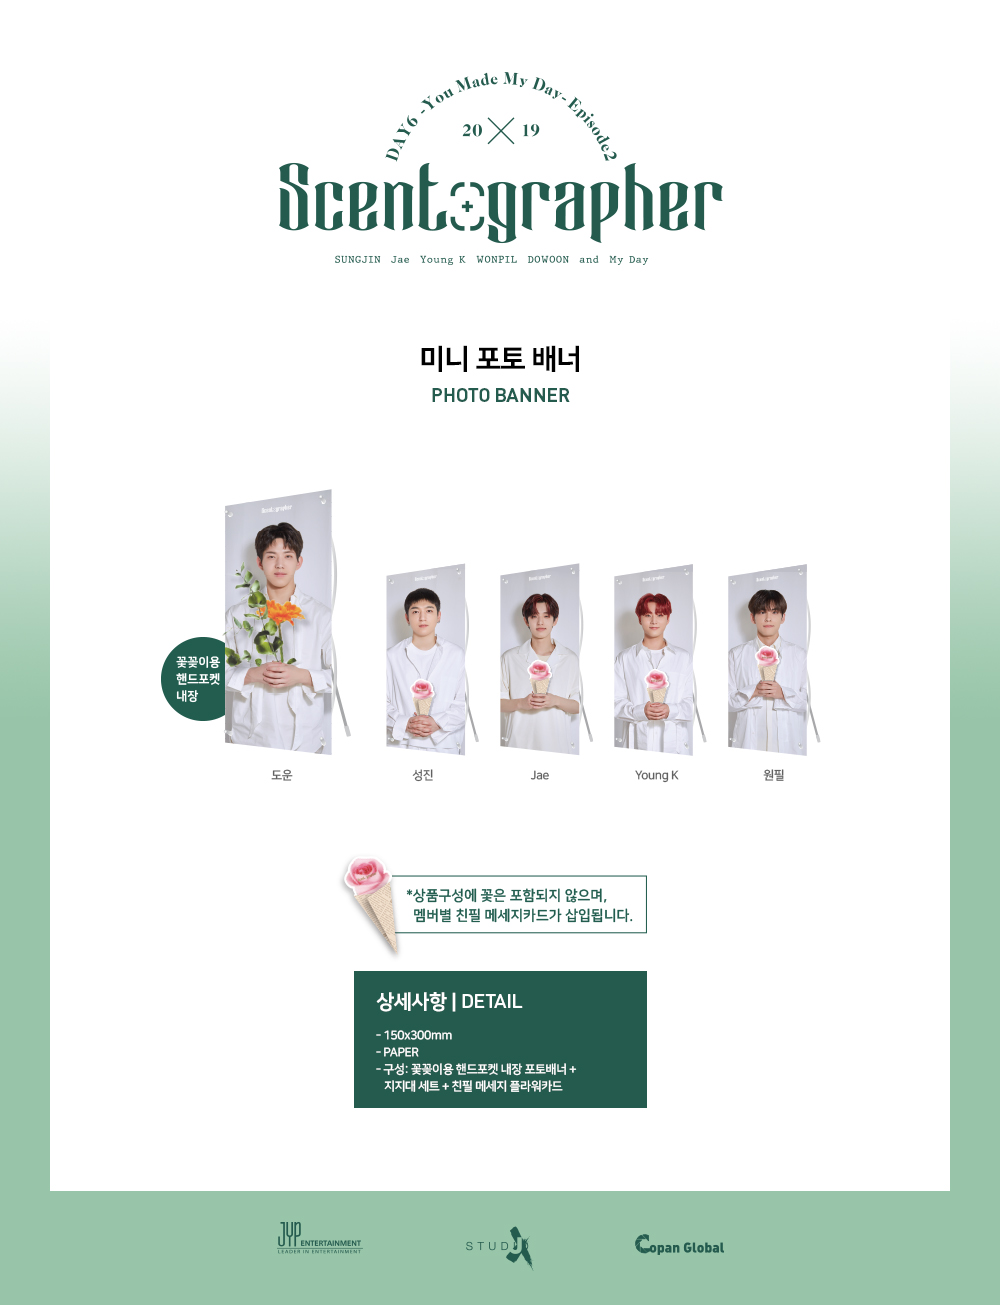 DAY6 -You Made My Day- Episode2
20 19
Scentographer
SUNGJIN Jae Young K WONPIL DOWOON and My Day
미니 포토 배너
PHOTO BANNER
Scentographer
Scentographer
Scentographer
Scentographer
Scentographer
꽃꽂이용
핸드포켓
내장
도운
성진
Jae
Young K
원필
*상품구성에 꽃은 포함되지 않으며,
멤버별 친필 메세지카드가 삽입됩니다.
상세사항 | DETAIL
- 150x300mm
- PAPER
- 구성: 꽃꽂이용 핸드포켓 내장 포토배너 +
지지대 세트 + 친필 메세지 플라워카드
JYP ENTERTAINMENT
LEADER IN ENTERTAINMENT
STUDIO J
Copan Global